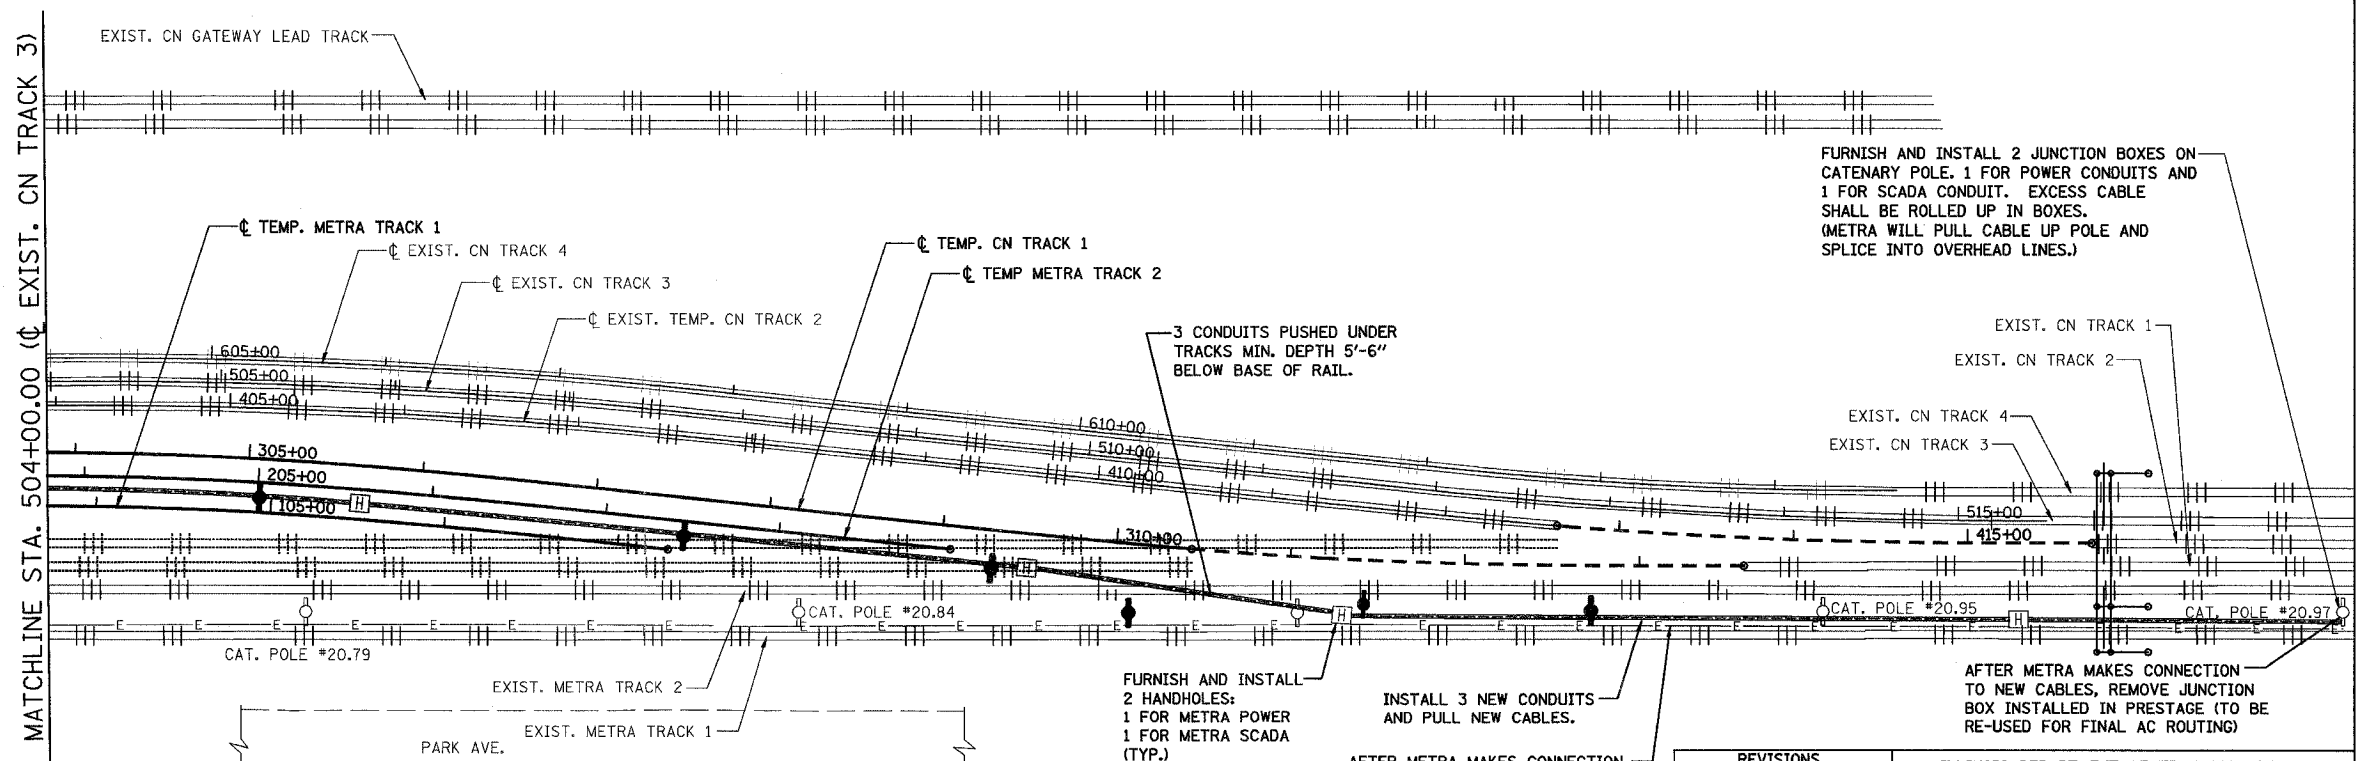 MATCHLINE STA. 504+00.00 (℄ EXIST. CN TRACK 3)
EXIST. CN GATEWAY LEAD TRACK
FURNISH AND INSTALL 2 JUNCTION BOXES ON
CATENARY POLE. 1 FOR POWER CONDUITS AND
1 FOR SCADA CONDUIT. EXCESS CABLE
SHALL BE ROLLED UP IN BOXES.
(METRA WILL PULL CABLE UP POLE AND
SPLICE INTO OVERHEAD LINES.)
℄ TEMP. METRA TRACK 1
℄ EXIST. CN TRACK 4
℄ EXIST. CN TRACK 3
℄ EXIST. TEMP. CN TRACK 2
℄ TEMP. CN TRACK 1
℄ TEMP METRA TRACK 2
3 CONDUITS PUSHED UNDER
TRACKS MIN. DEPTH 5'-6"
BELOW BASE OF RAIL.
EXIST. CN TRACK 1
EXIST. CN TRACK 2
EXIST. CN TRACK 4
EXIST. CN TRACK 3
605+00
505+00
405+00
305+00
205+00
105+00
610+00
510+00
410+00
310+00
515+00
415+00
H
H
H
H
CAT. POLE #20.79
CAT. POLE #20.84
CAT. POLE #20.95
CAT. POLE #20.97
E E E E E E E E E E E E E E E E E E E E E E E E E E
EXIST. METRA TRACK 2
EXIST. METRA TRACK 1
PARK AVE.
FURNISH AND INSTALL
2 HANDHOLES:
1 FOR METRA POWER
1 FOR METRA SCADA
(TYP.)
INSTALL 3 NEW CONDUITS
AND PULL NEW CABLES.
AFTER METRA MAKES CONNECTION
AFTER METRA MAKES CONNECTION
TO NEW CABLES, REMOVE JUNCTION
BOX INSTALLED IN PRESTAGE (TO BE
RE-USED FOR FINAL AC ROUTING)
REVISIONS